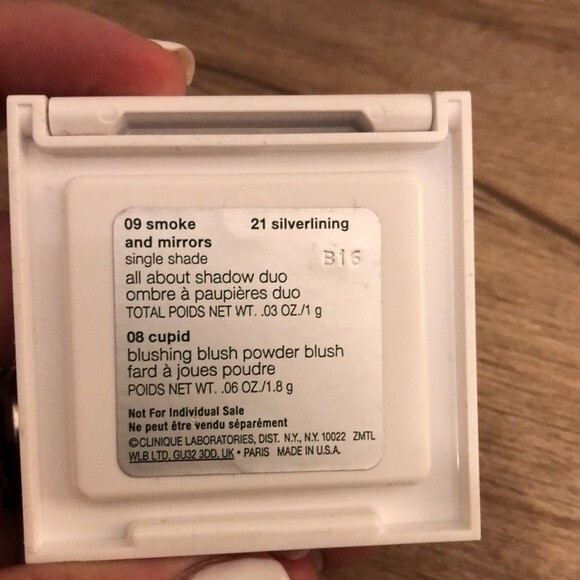 09 smoke 21 silverlining
and mirrors
single shade B16
all about shadow duo
ombre à paupières duo
TOTAL POIDS NET WT. .03 OZ./1 g
08 cupid
blushing blush powder blush
fard à joues poudre
POIDS NET WT. .06 OZ./1.8 g
Not For Individual Sale
Ne peut être vendu séparément
©CLINIQUE LABORATORIES, DIST. N.Y., N.Y. 10022 ZMTL
WLB LTD, GU32 3DD, UK • PARIS MADE IN U.S.A.